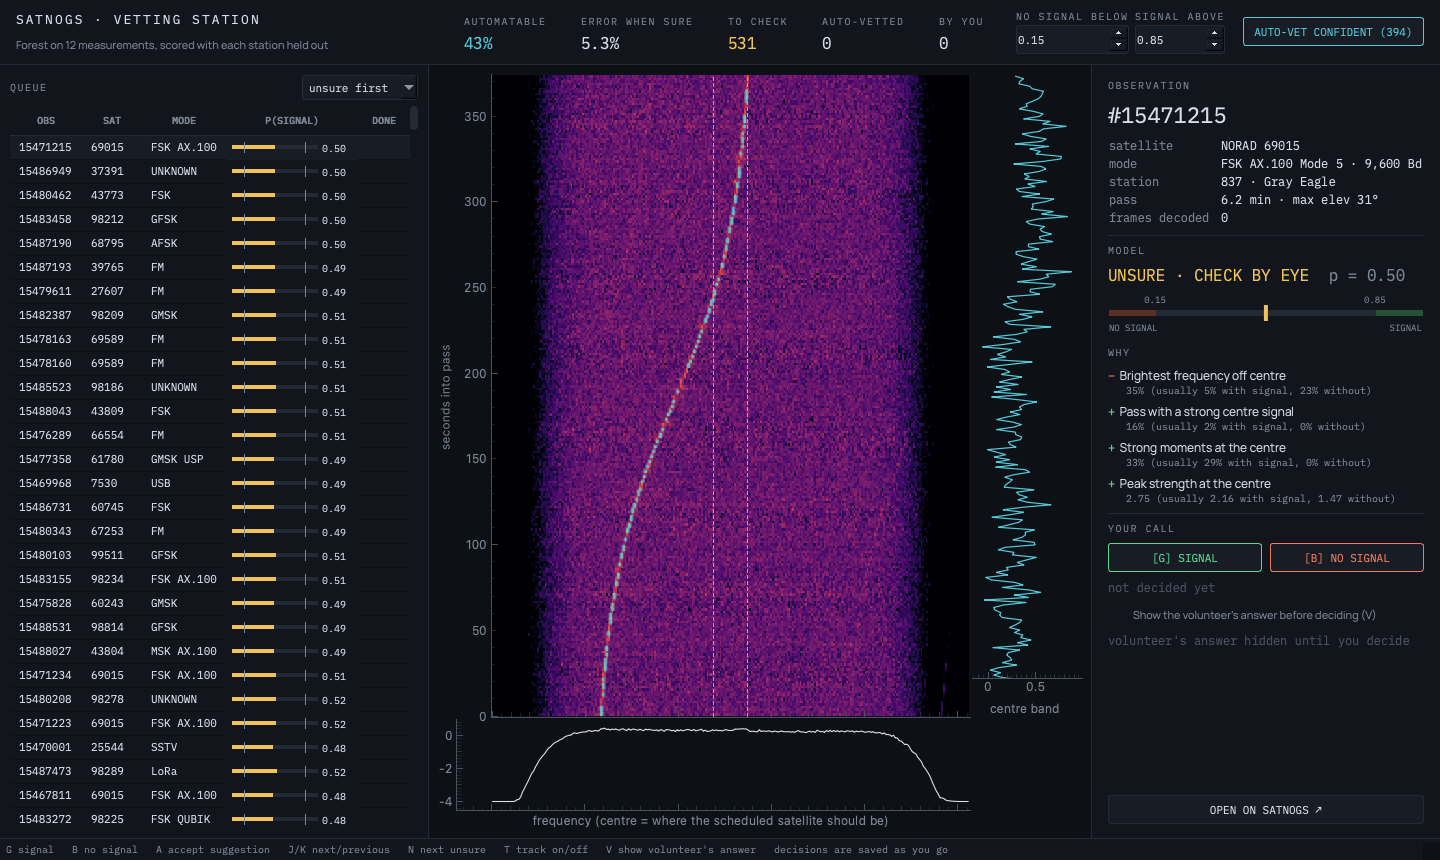 SATNOGS · VETTING STATION
Forest on 12 measurements, scored with each station held out
AUTOMATABLE
43%
ERROR WHEN SURE
5.3%
TO CHECK
531
AUTO-VETTED
0
BY YOU
0
NO SIGNAL BELOW
0.15
SIGNAL ABOVE
0.85
AUTO-VET CONFIDENT (394)
QUEUE
unsure first
OBS SAT MODE P(SIGNAL) DONE
15471215 69015 FSK AX.100 0.50
15486949 37391 UNKNOWN 0.50
15480462 43773 FSK 0.50
15483458 98212 GFSK 0.50
15487190 68795 AFSK 0.50
15487193 39765 FM 0.49
15479611 27607 FM 0.49
15482387 98209 GMSK 0.51
15478163 69589 FM 0.51
15478160 69589 FM 0.51
15485523 98186 UNKNOWN 0.51
15488043 43809 FSK 0.51
15476289 66554 FM 0.51
15477358 61780 GMSK USP 0.49
15469968 7530 USB 0.49
15486731 60745 FSK 0.49
15480343 67253 FM 0.49
15480103 99511 GFSK 0.51
15483155 98234 FSK AX.100 0.51
15475828 60243 GMSK 0.49
15488531 98814 GFSK 0.49
15488027 43804 MSK AX.100 0.49
15471234 69015 FSK AX.100 0.51
15480208 98278 UNKNOWN 0.52
15471223 69015 FSK AX.100 0.52
15470001 25544 SSTV 0.48
15487473 98289 LoRa 0.52
15467811 69015 FSK AX.100 0.48
15483272 98225 FSK QUBIK 0.48
seconds into pass
350
300
250
200
150
100
50
0
0 0.5
centre band
0
-2
-4
frequency (centre = where the scheduled satellite should be)
OBSERVATION
#15471215
satellite NORAD 69015
mode FSK AX.100 Mode 5 · 9,600 Bd
station 837 · Gray Eagle
pass 6.2 min · max elev 31°
frames decoded 0
MODEL
UNSURE · CHECK BY EYE p = 0.50
0.15 0.85
NO SIGNAL SIGNAL
WHY
− Brightest frequency off centre
35% (usually 5% with signal, 23% without)
+ Pass with a strong centre signal
16% (usually 2% with signal, 0% without)
+ Strong moments at the centre
33% (usually 29% with signal, 0% without)
+ Peak strength at the centre
2.75 (usually 2.16 with signal, 1.47 without)
YOUR CALL
[G] SIGNAL [B] NO SIGNAL
not decided yet
Show the volunteer's answer before deciding (V)
volunteer's answer hidden until you decide
OPEN ON SATNOGS ↗
G signal B no signal A accept suggestion J/K next/previous N next unsure T track on/off V show volunteer's answer decisions are saved as you go